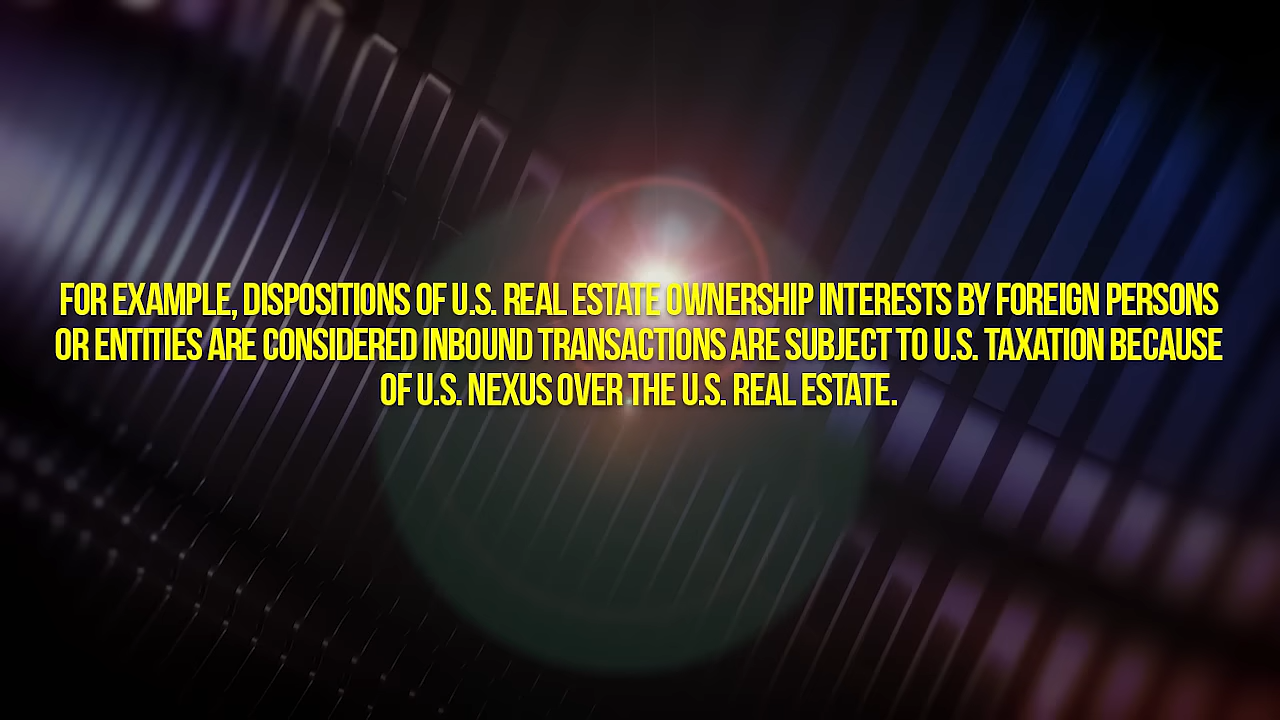 FOR EXAMPLE, DISPOSITIONS OF U.S. REAL ESTATE OWNERSHIP INTERESTS BY FOREIGN PERSONS
OR ENTITIES ARE CONSIDERED INBOUND TRANSACTIONS ARE SUBJECT TO U.S. TAXATION BECAUSE
OF U.S. NEXUS OVER THE U.S. REAL ESTATE.